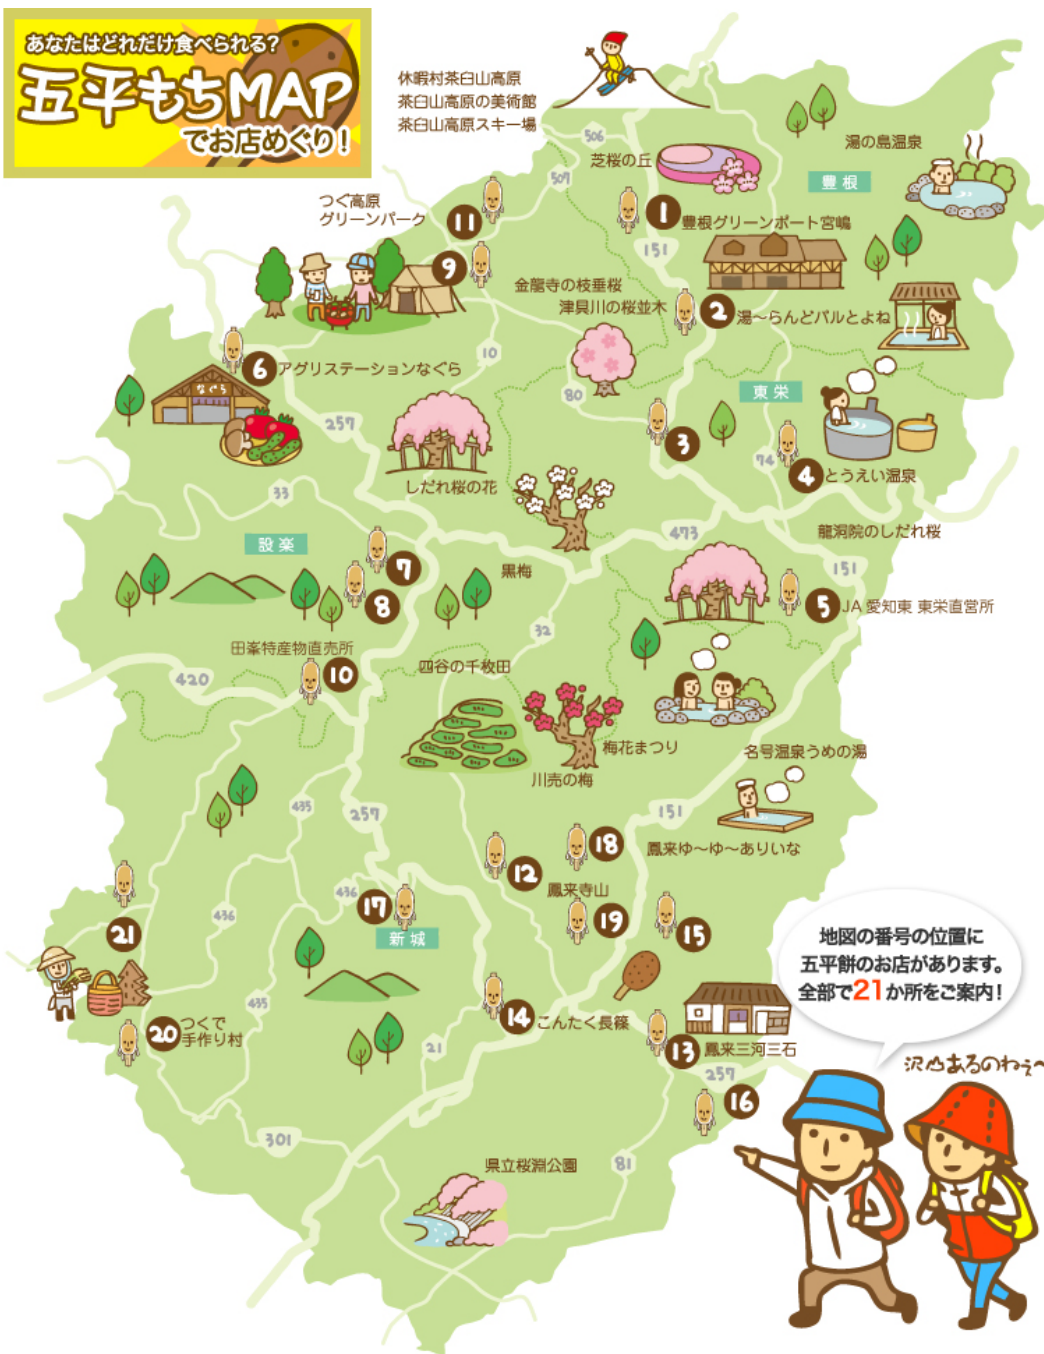 あなたはどれだけ食べられる?
五平もちMAP
でお店めぐり!
休暇村茶臼山高原
茶臼山高原の美術館
茶臼山高原スキー場
506
507
芝桜の丘
湯の島温泉
豊根
つぐ高原
グリーンパーク
11
1
豊根グリーンポート宮嶋
151
9
金龍寺の枝垂桜
津具川の桜並木
2
湯〜らんどパルとよね
なぐら
6
アグリステーションなぐら
10
80
東栄
257
3
74
4
とうえい温泉
しだれ桜の花
33
473
龍洞院のしだれ桜
設楽
7
黒梅
151
8
5
JA 愛知東 東栄直営所
32
田峯特産物直売所
10
420
四谷の千枚田
梅花まつり
川売の梅
名号温泉うめの湯
435
257
151
鳳来ゆ〜ゆ〜ありいな
12
18
鳳来寺山
436
17
19
15
436
21
新城
地図の番号の位置に
五平餅のお店があります。
全部で21か所をご案内!
435
14
こんたく長篠
20
つくで
手作り村
21
13
鳳来三河三石
257
16
沢山あるのねぇ〜
301
81
県立桜淵公園